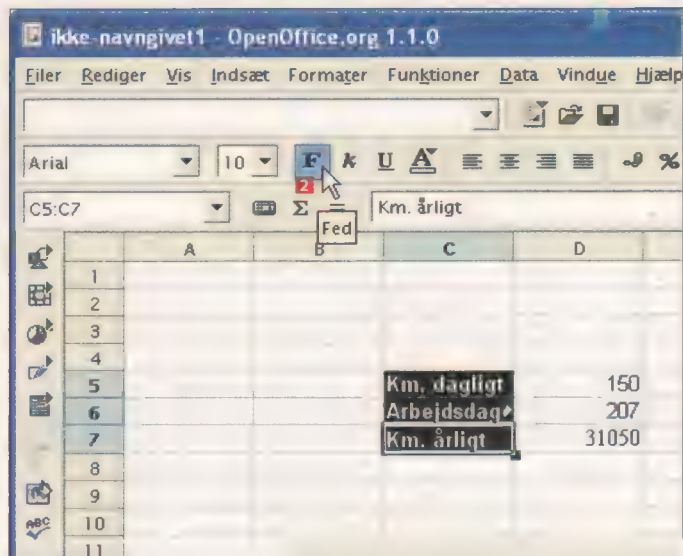 ikke-navngivet1 - OpenOffice.org 1.1.0
Filer Rediger Vis Indsæt Formater Funktioner Data Vindue Hjælp
Arial 10 F k U A %
2
C5:C7 Σ = Km. årligt
Fed
A B C D
1
2
3
4
5 Km. dagligt 150
6 Arbejdsdag 207
7 Km. årligt 31050
8
9
ABC 10
11